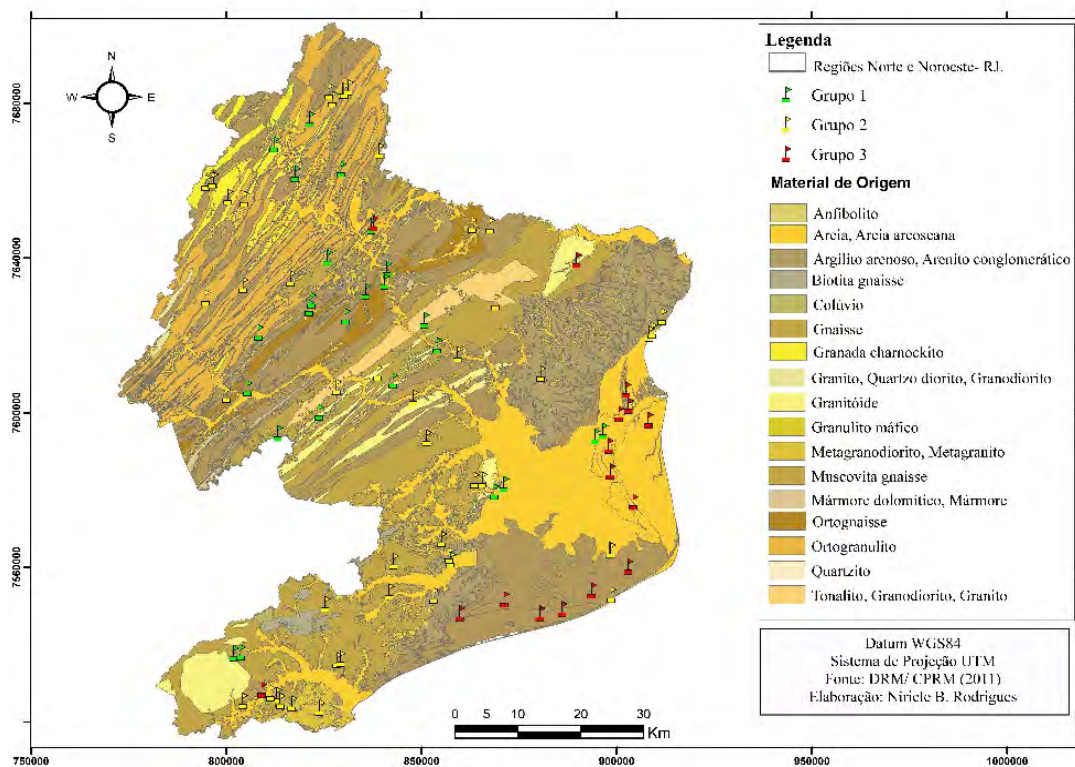 N
W E
S
7680000
7640000
7600000
7560000
750000 800000 850000 900000 950000 1000000
0 5 10 20 30
Km
Legenda
Regiões Norte e Noroeste- RJ.
Grupo 1
Grupo 2
Grupo 3
Material de Origem
Anfibolito
Areia, Areia arcoseana
Argilito arenoso, Arenito conglomerático
Biotita gnaisse
Colúvio
Gnaisse
Granada charnockito
Granito, Quartzo diorito, Granodiorito
Granitóide
Granulito máfico
Metagranodiorito, Metagranito
Muscovita gnaisse
Mármore dolomítico, Mármore
Ortognaisse
Ortogranulito
Quartzito
Tonalito, Granodiorito, Granito
Datum WGS84
Sistema de Projeção UTM
Fonte: DRM/ CPRM (2011)
Elaboração: B. Rodrigues